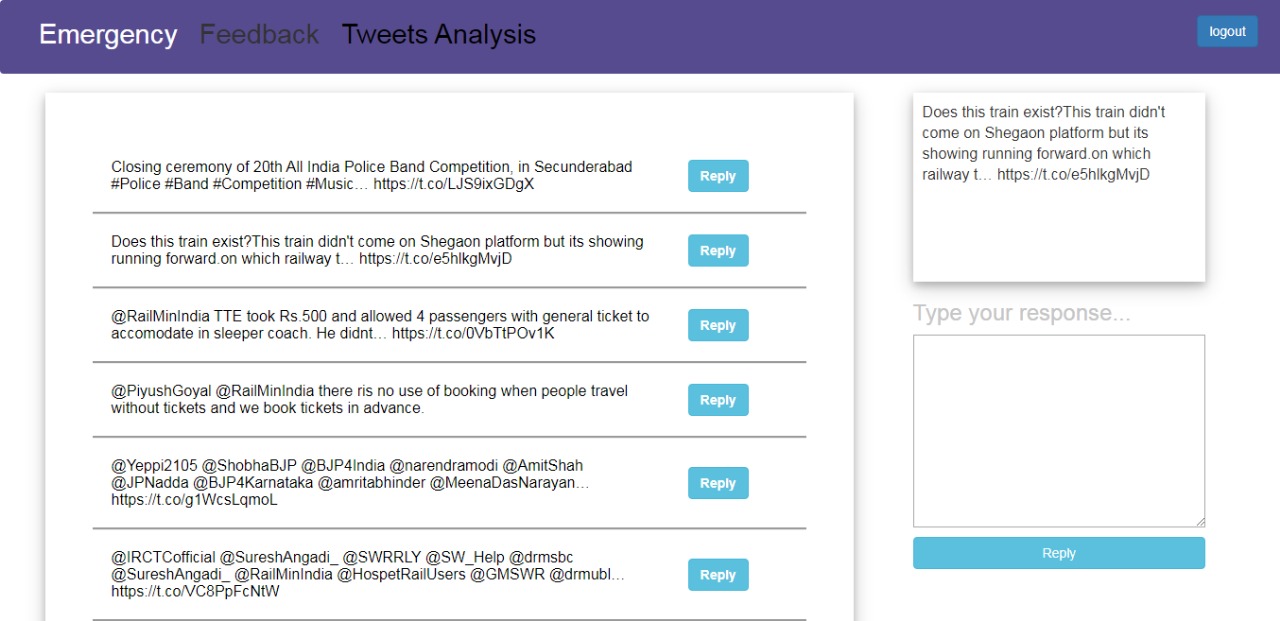 Emergency Feedback Tweets Analysis
logout
Closing ceremony of 20th All India Police Band Competition, in Secunderabad
#Police #Band #Competition #Music… https://t.co/LJS9ixGDgX
Reply
Does this train exist?This train didn't come on Shegaon platform but its showing
running forward.on which railway t… https://t.co/e5hlkgMvjD
Reply
@RailMinIndia TTE took Rs.500 and allowed 4 passengers with general ticket to
accomodate in sleeper coach. He didnt… https://t.co/0VbTtPOv1K
Reply
@PiyushGoyal @RailMinIndia there ris no use of booking when people travel
without tickets and we book tickets in advance.
Reply
@Yeppi2105 @ShobhaBJP @BJP4India @narendramodi @AmitShah
@JPNadda @BJP4Karnataka @amritabhinder @MeenaDasNarayan…
https://t.co/g1WcsLqmoL
Reply
@IRCTCofficial @SureshAngadi_ @SWRRLY @SW_Help @drmsbc
@SureshAngadi_ @RailMinIndia @HospetRailUsers @GMSWR @drmubl…
https://t.co/VC8PpFcNtW
Reply
Does this train exist?This train didn't
come on Shegaon platform but its
showing running forward.on which
railway t… https://t.co/e5hlkgMvjD
Type your response...
Reply